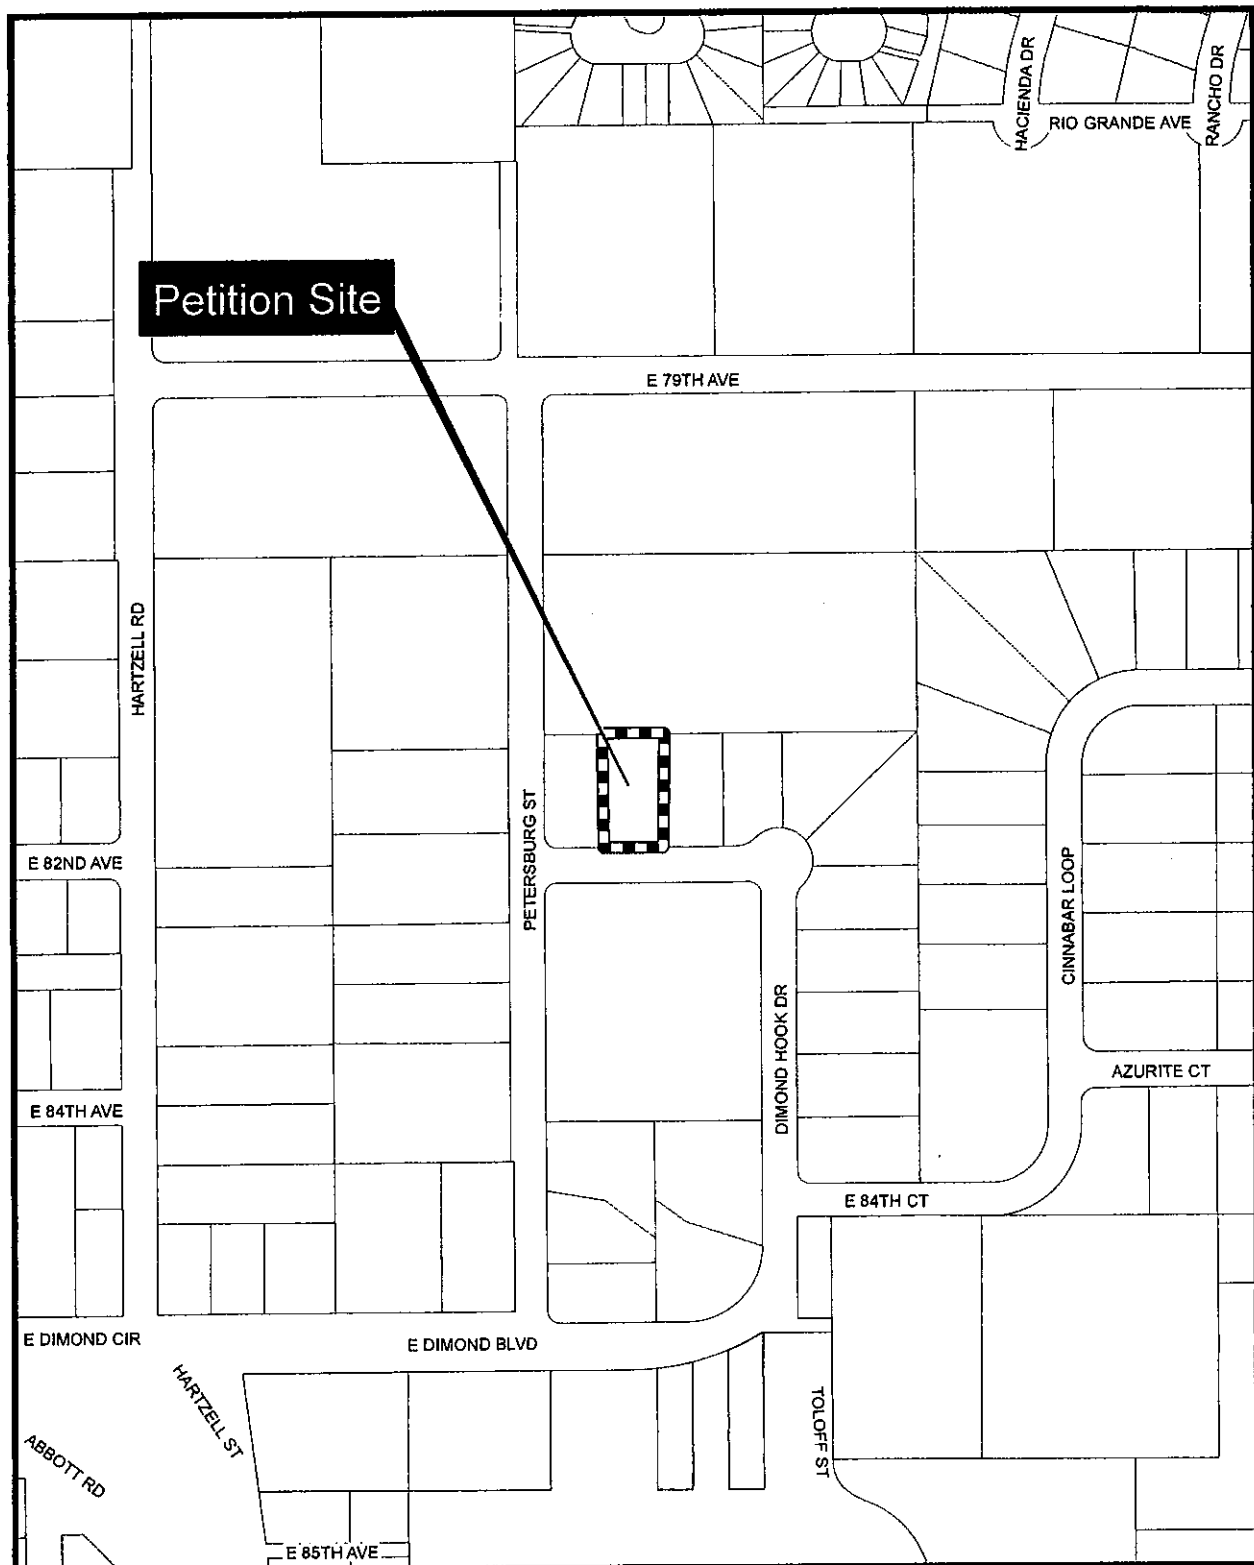 HACIENDA DR
RIO GRANDE AVE
RANCHO DR
Petition Site
E 79TH AVE
HARTZELL RD
PETERSBURG ST
E 82ND AVE
CINNABAR LOOP
DIMOND HOOK DR
AZURITE CT
E 84TH AVE
E 84TH CT
E DIMOND CIR
E DIMOND BLVD
HARTZELL ST
TOLOFF ST
ABBOTT RD
E 85TH AVE